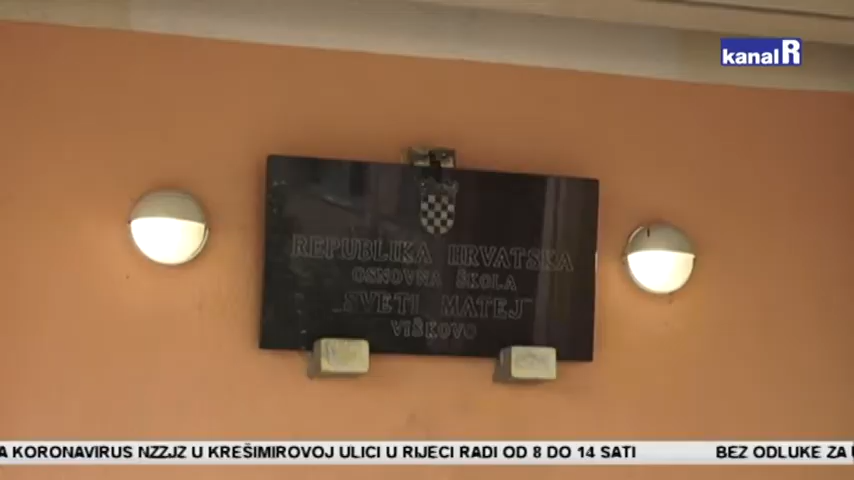 kanal R
REPUBLIKA HRVATSKA
OSNOVNA ŠKOLA
„SVETI MATEJ"
VIŠKOVO
A KORONAVIRUS NZZJZ U KREŠIMIROVOJ ULICI U RIJECI RADI OD 8 DO 14 SATI BEZ ODLUKE ZA